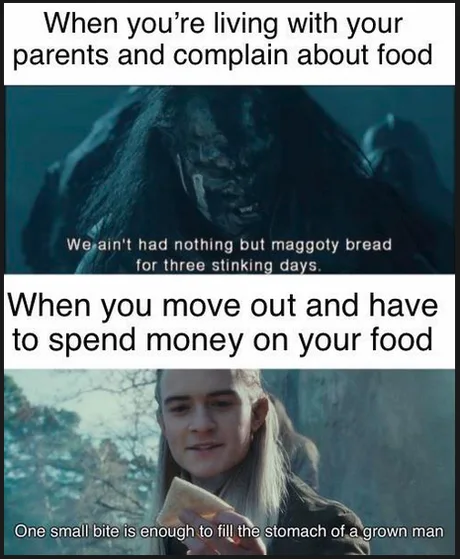 When you're living with your
parents and complain about food
We ain't had nothing but maggoty bread
for three stinking days.
When you move out and have
to spend money on your food
One small bite is enough to fill the stomach of a grown man